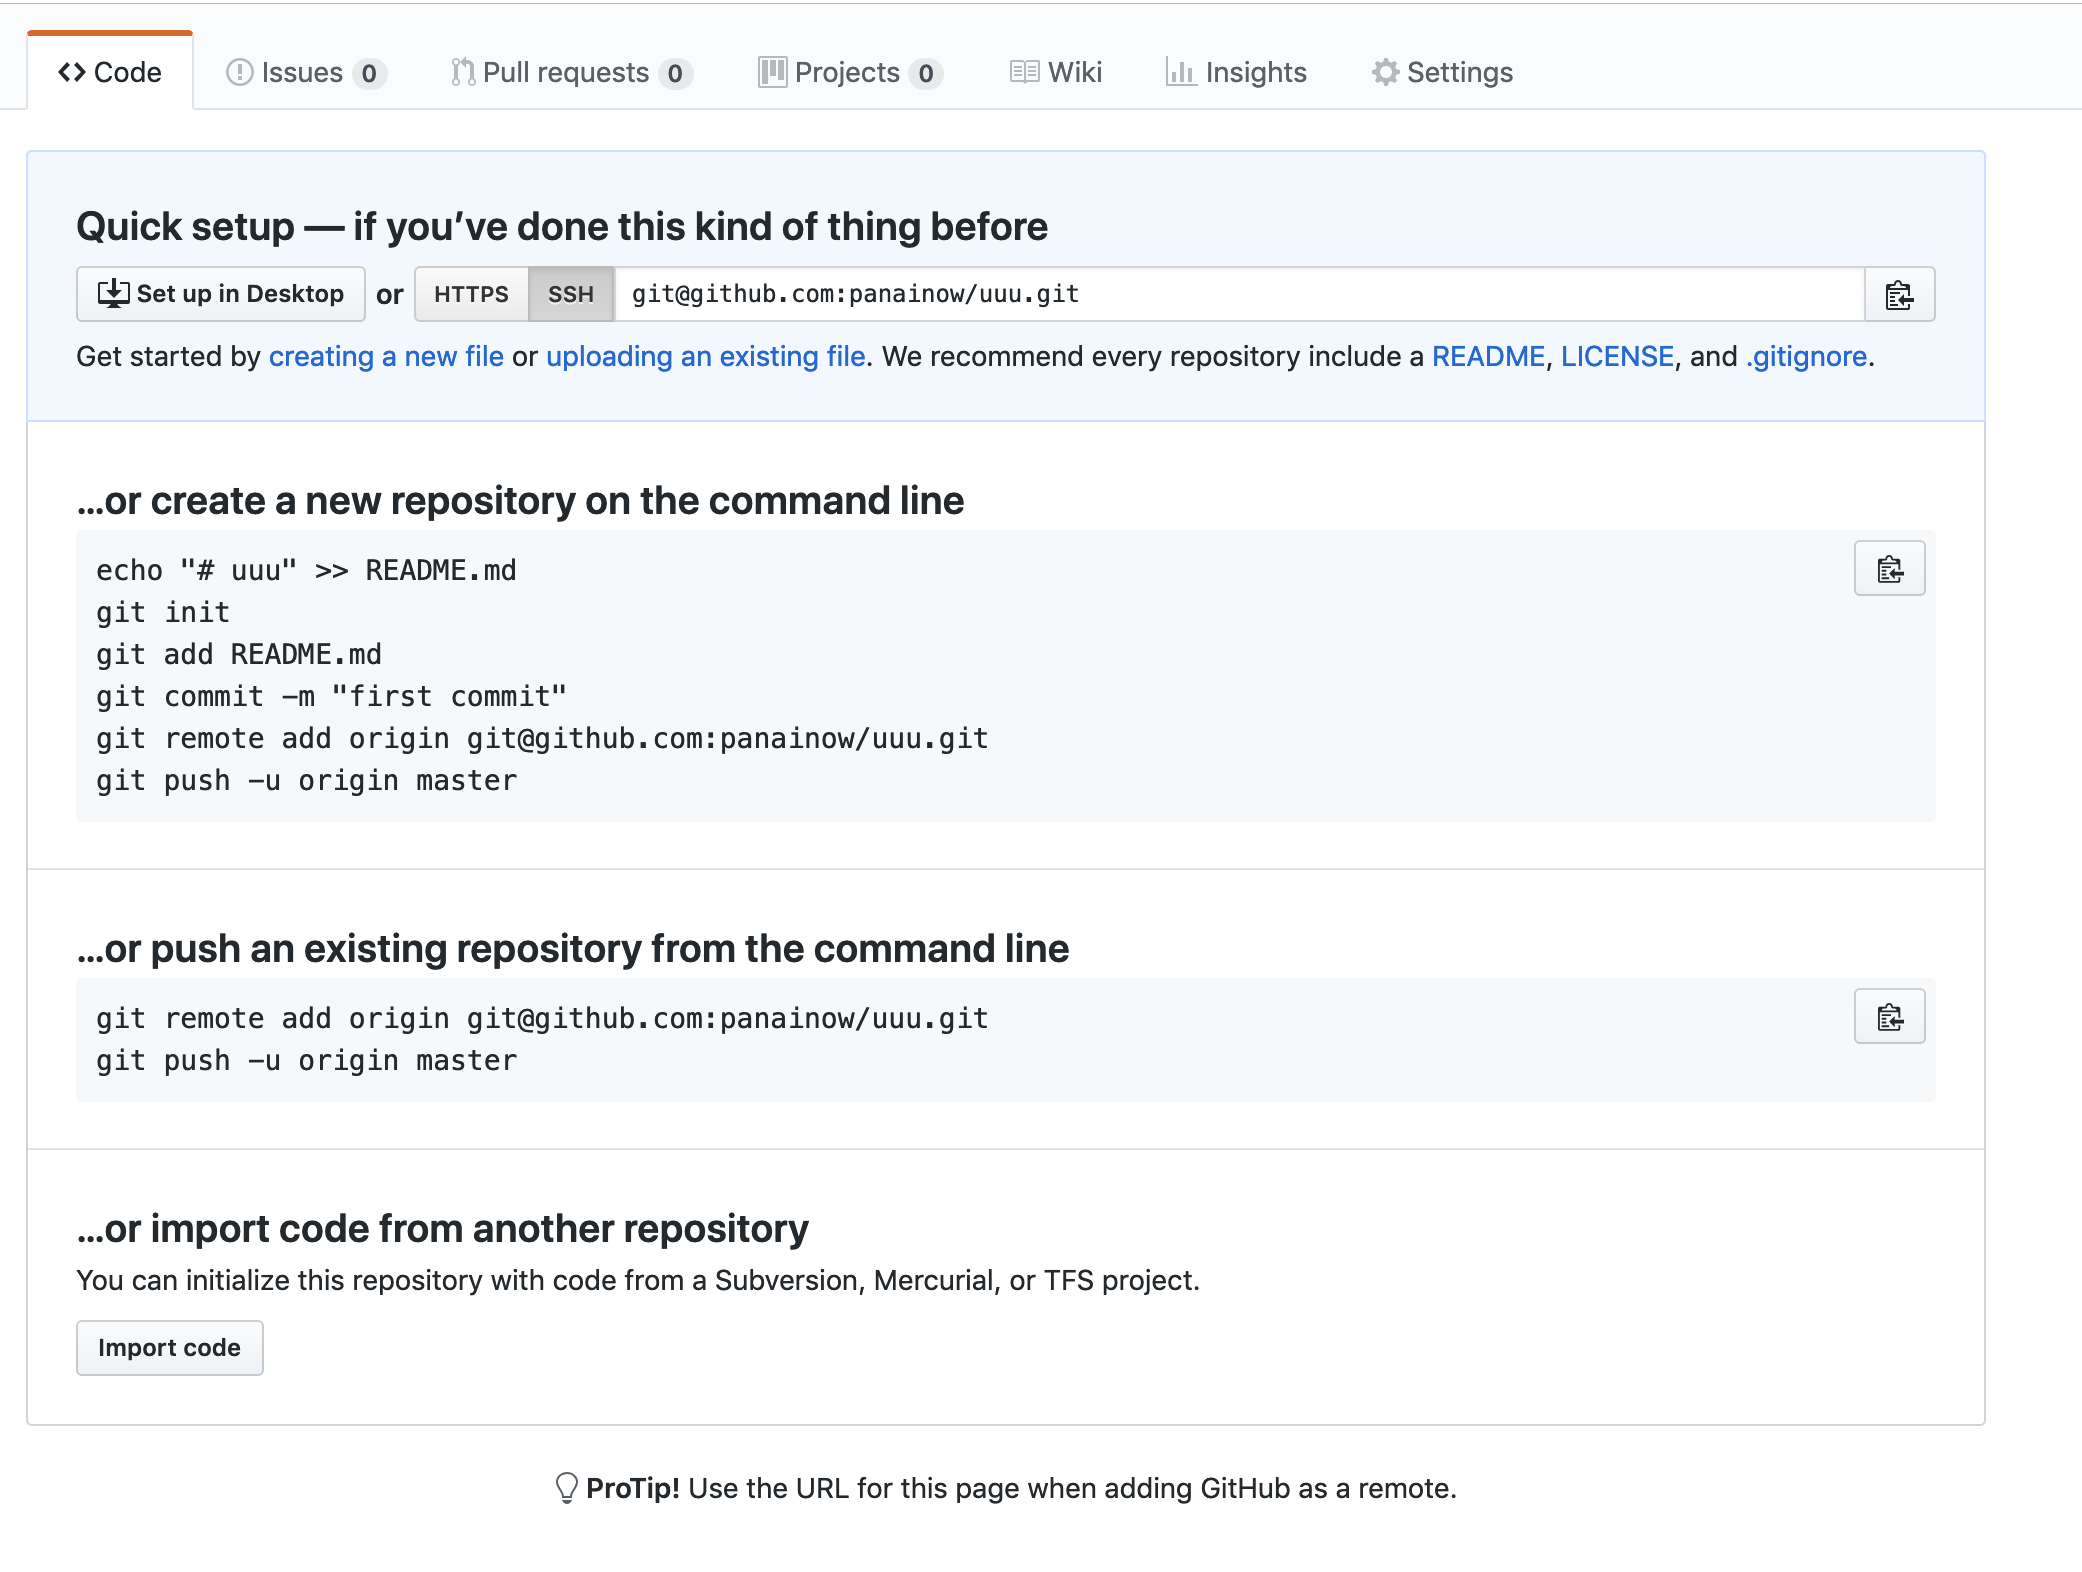 Code Issues 0 Pull requests 0 Projects 0 Wiki Insights Settings
Quick setup — if you’ve done this kind of thing before
Set up in Desktop or HTTPS SSH git@github.com:panainow/uuu.git
Get started by creating a new file or uploading an existing file. We recommend every repository include a README, LICENSE, and .gitignore.
…or create a new repository on the command line
echo "# uuu" >> README.md
git init
git add README.md
git commit -m "first commit"
git remote add origin git@github.com:panainow/uuu.git
git push -u origin master
…or push an existing repository from the command line
git remote add origin git@github.com:panainow/uuu.git
git push -u origin master
…or import code from another repository
You can initialize this repository with code from a Subversion, Mercurial, or TFS project.
Import code
ProTip! Use the URL for this page when adding GitHub as a remote.